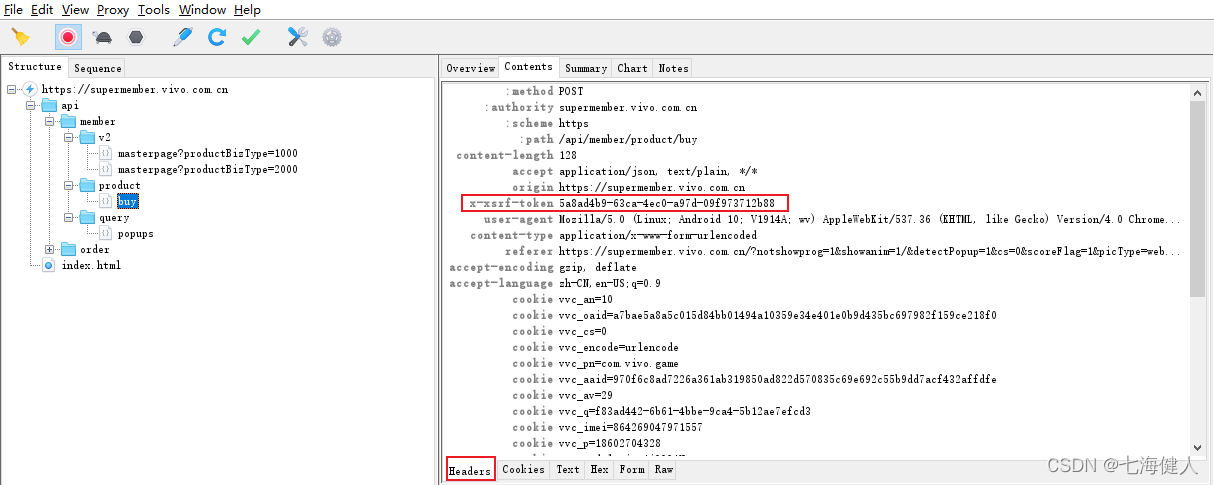 File Edit View Proxy Tools Window Help
Structure Sequence
https://supermember.vivo.com.cn
api
member
v2
masterpage?productBizType=1000
masterpage?productBizType=2000
product
buy
query
popups
order
index.html
Overview Contents Summary Chart Notes
:method POST
:authority supermember.vivo.com.cn
:scheme https
:path /api/member/product/buy
content-length 128
accept application/json, text/plain, */*
origin https://supermember.vivo.com.cn
x-xsrf-token 5a8ad4b9-63ca-4ec0-a97d-09f973712b88
user-agent Mozilla/5.0 (Linux; Android 10; V1914A; wv) AppleWebKit/537.36 (KHTML, like Gecko) Version/4.0 Chrome...
content-type application/x-www-form-urlencoded
referer https://supermember.vivo.com.cn/?notshowprog=1&showanim=1/&detectPopup=1&cs=0&scoreFlag=1&picType=web...
accept-encoding gzip, deflate
accept-language zh-CN,en-US;q=0.9
cookie vvc_an=10
cookie vvc_oaid=a7bae5a8a5c015d84bb01494a10359e34e401e0b9d435bc697982f159ce218f0
cookie vvc_cs=0
cookie vvc_encode=urlencode
cookie vvc_pn=com.vivo.game
cookie vvc_aaid=970f6c8ad7226a361ab319850ad822d570835c69e692c55b9dd7acf432affdfe
cookie vvc_av=29
cookie vvc_q=f83ad442-6b61-4bbe-9ca4-5b12ae7efcd3
cookie vvc_imei=864269047971557
cookie vvc_p=18602704328
Headers Cookies Text Hex Form Raw
CSDN @七海健人